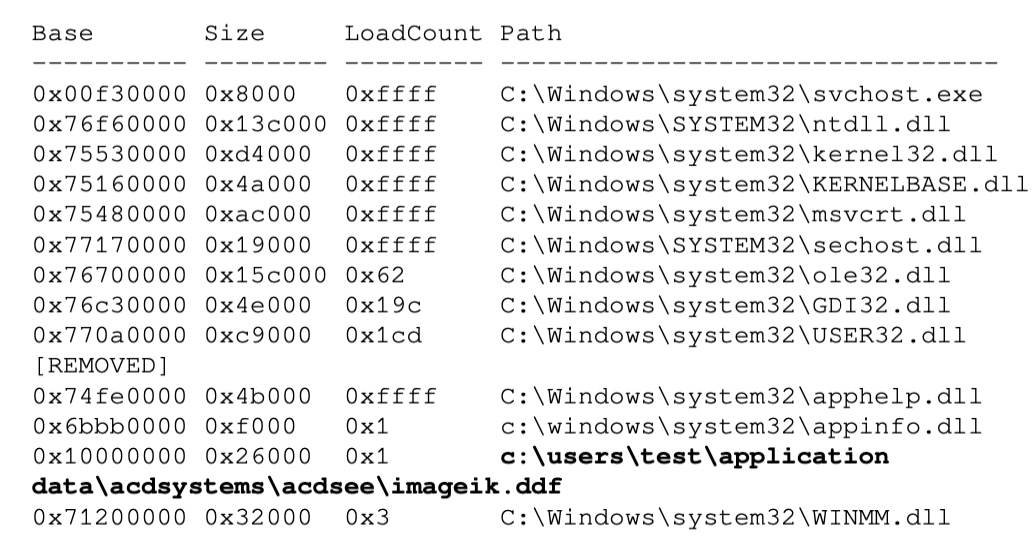 Base       Size     LoadCount Path
---------- -------- --------- --------------------------------
0x00f30000 0x8000   0xffff    C:\Windows\system32\svchost.exe
0x76f60000 0x13c000 0xffff    C:\Windows\SYSTEM32\ntdll.dll
0x75530000 0xd4000  0xffff    C:\Windows\system32\kernel32.dll
0x75160000 0x4a000  0xffff    C:\Windows\system32\KERNELBASE.dll
0x75480000 0xac000  0xffff    C:\Windows\system32\msvcrt.dll
0x77170000 0x19000  0xffff    C:\Windows\SYSTEM32\sechost.dll
0x76700000 0x15c000 0x62      C:\Windows\system32\ole32.dll
0x76c30000 0x4e000  0x19c     C:\Windows\system32\GDI32.dll
0x770a0000 0xc9000  0x1cd     C:\Windows\system32\USER32.dll
[REMOVED]
0x74fe0000 0x4b000  0xffff    C:\Windows\system32\apphelp.dll
0x6bbb0000 0xf000   0x1       c:\windows\system32\appinfo.dll
0x10000000 0x26000  0x1       c:\users\test\application
data\acdsystems\acdsee\imageik.ddf
0x71200000 0x32000  0x3       C:\Windows\system32\WINMM.dll